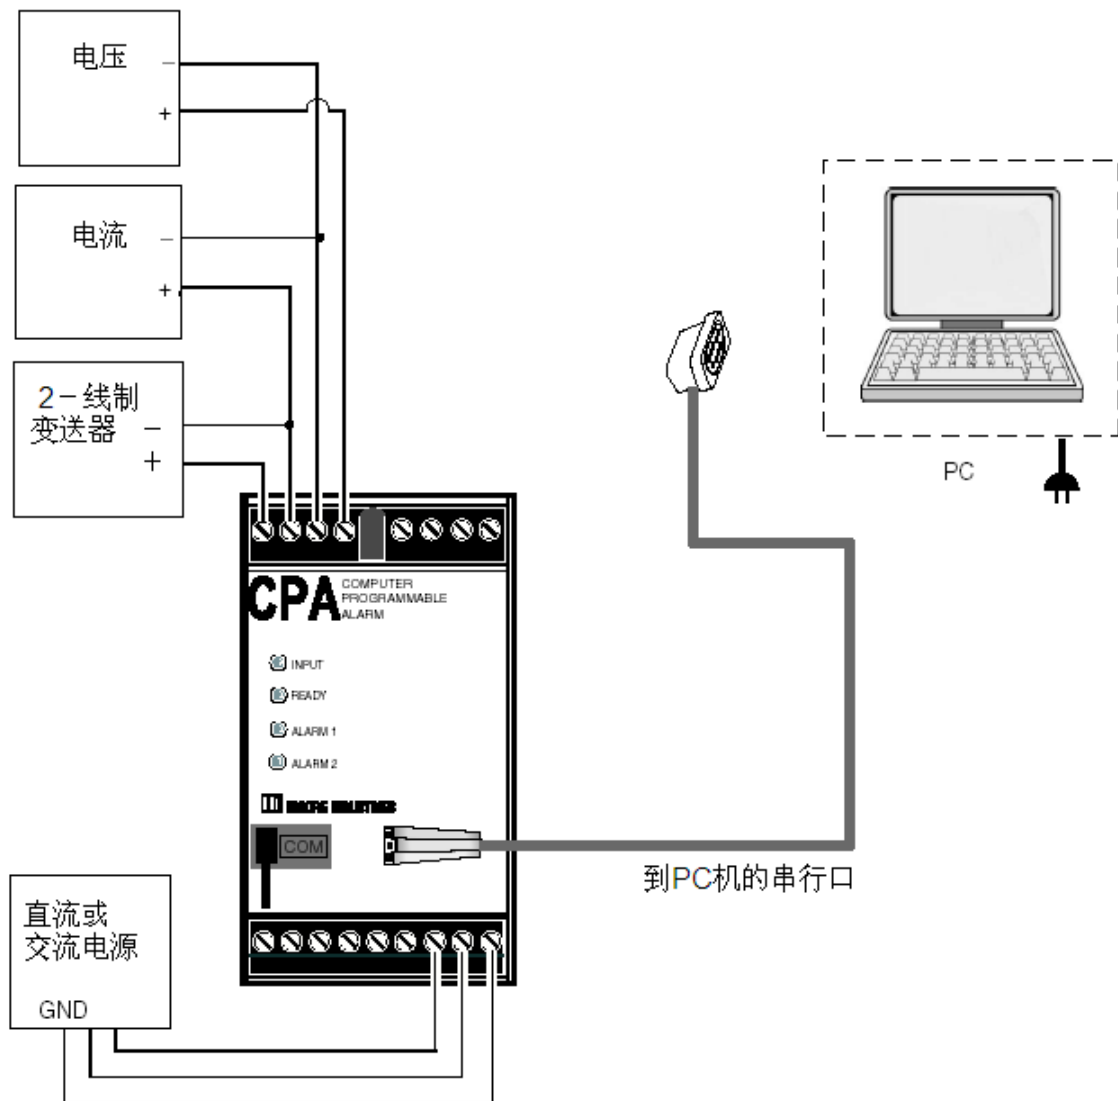 电压 −
+
电流 −
+
2－线制
变送器 −
+
PC
CPA COMPUTER
PROGRAMMABLE
ALARM
INPUT
READY
ALARM 1
ALARM 2
COM
到PC机的串行口
直流或
交流电源
GND